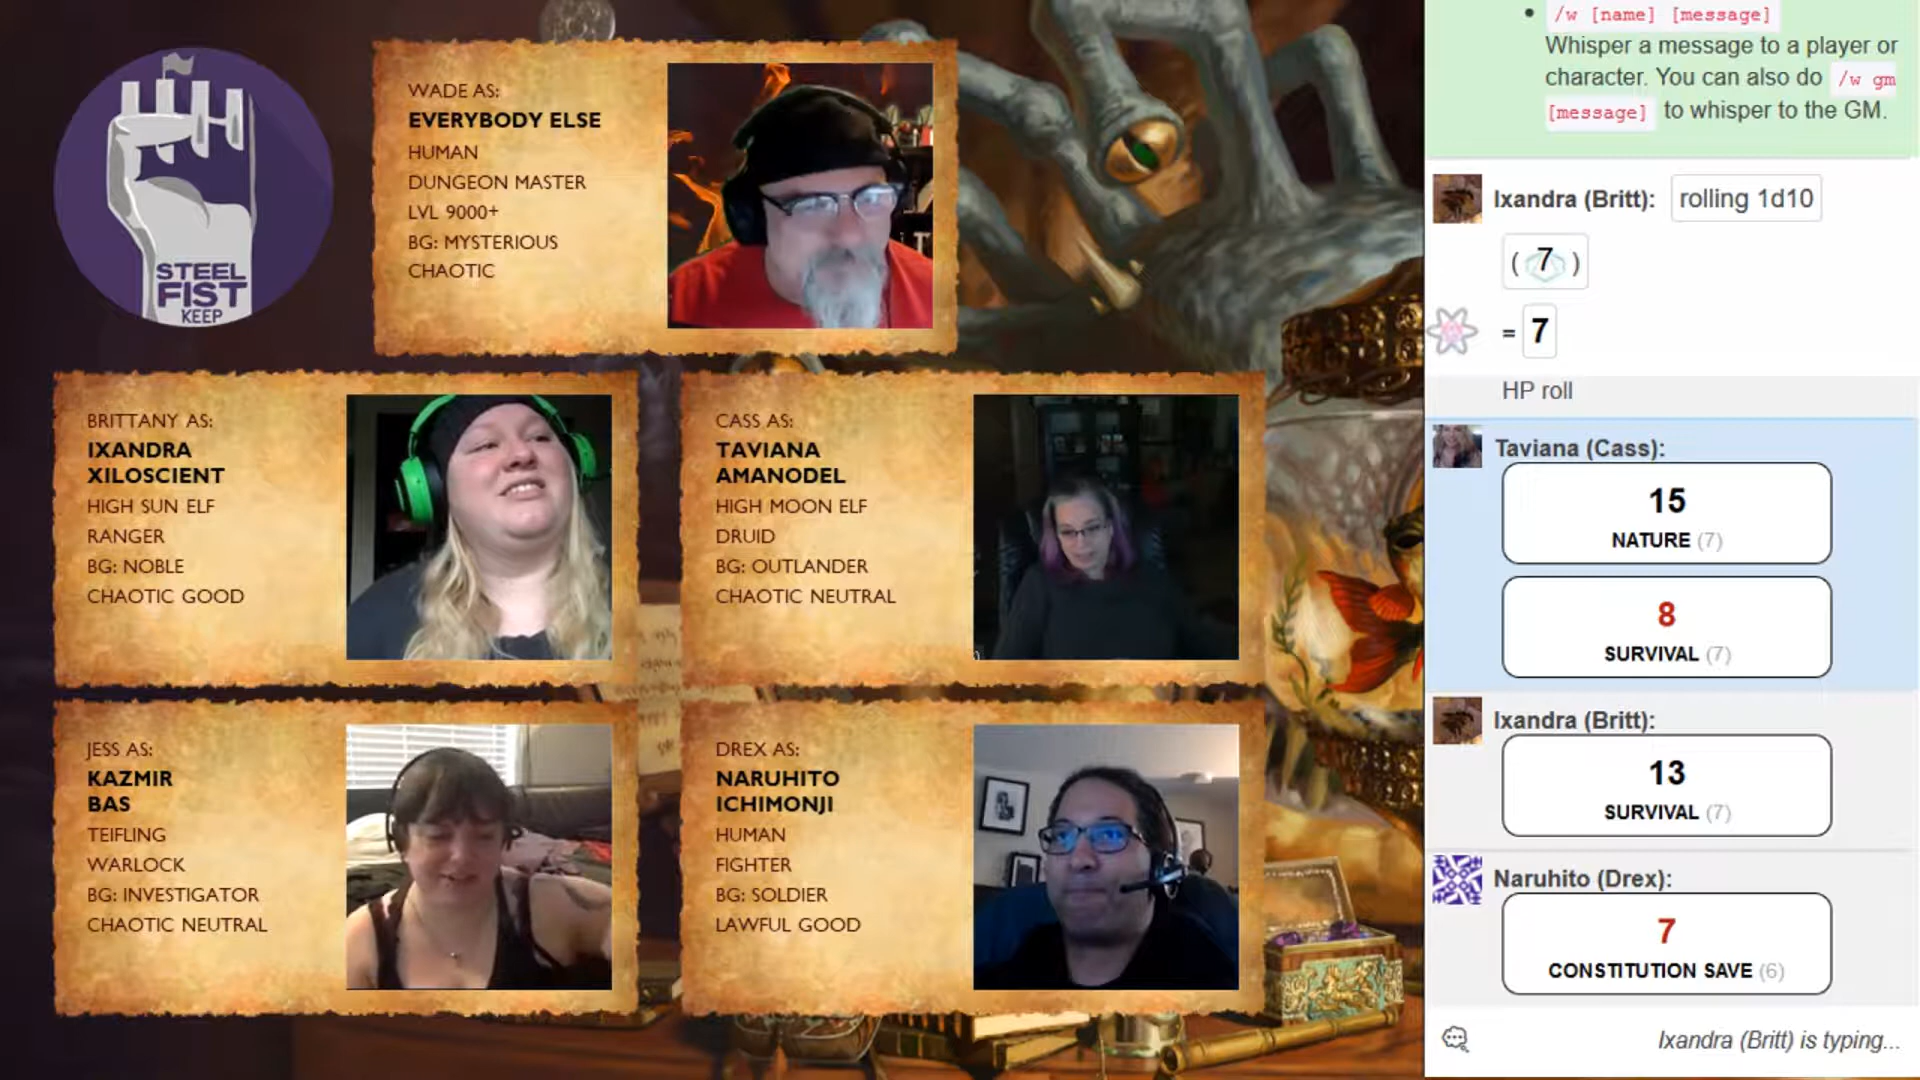 STEEL
FIST
KEEP
WADE AS:
EVERYBODY ELSE
HUMAN
DUNGEON MASTER
LVL 9000+
BG: MYSTERIOUS
CHAOTIC
BRITTANY AS:
IXANDRA
XILOSCIENT
HIGH SUN ELF
RANGER
BG: NOBLE
CHAOTIC GOOD
CASS AS:
TAVIANA
AMANODEL
HIGH MOON ELF
DRUID
BG: OUTLANDER
CHAOTIC NEUTRAL
JESS AS:
KAZMIR
BAS
TEIFLING
WARLOCK
BG: INVESTIGATOR
CHAOTIC NEUTRAL
DREX AS:
NARUHITO
ICHIMONJI
HUMAN
FIGHTER
BG: SOLDIER
LAWFUL GOOD
/w [name] [message]
Whisper a message to a player or
character. You can also do /w gm
[message] to whisper to the GM.
Ixandra (Britt): rolling 1d10
(7)
= 7
HP roll
Taviana (Cass):
15
NATURE (7)
8
SURVIVAL (7)
Ixandra (Britt):
13
SURVIVAL (7)
Naruhito (Drex):
7
CONSTITUTION SAVE (6)
Ixandra (Britt) is typing...